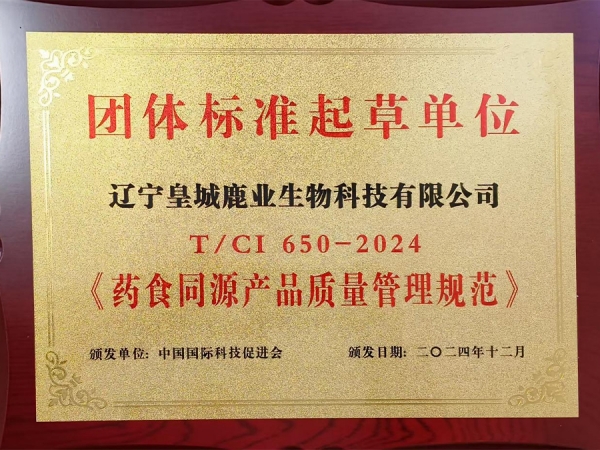 团体标准起草单位
辽宁皇城鹿业生物科技有限公司
T/CI 650-2024
《药食同源产品质量管理规范》
颁发单位：中国国际科技促进会 颁发日期：二〇二四年十二月